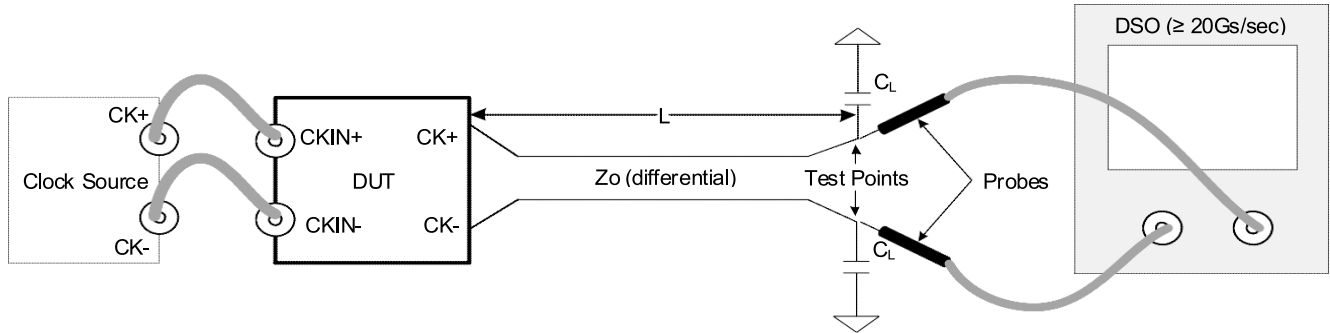 DSO (≥ 20Gs/sec)
CL
CK+
L
CKIN+
CK+
Clock Source
DUT
Zo (differential)
Test Points
Probes
CKIN-
CK-
CK-
CL